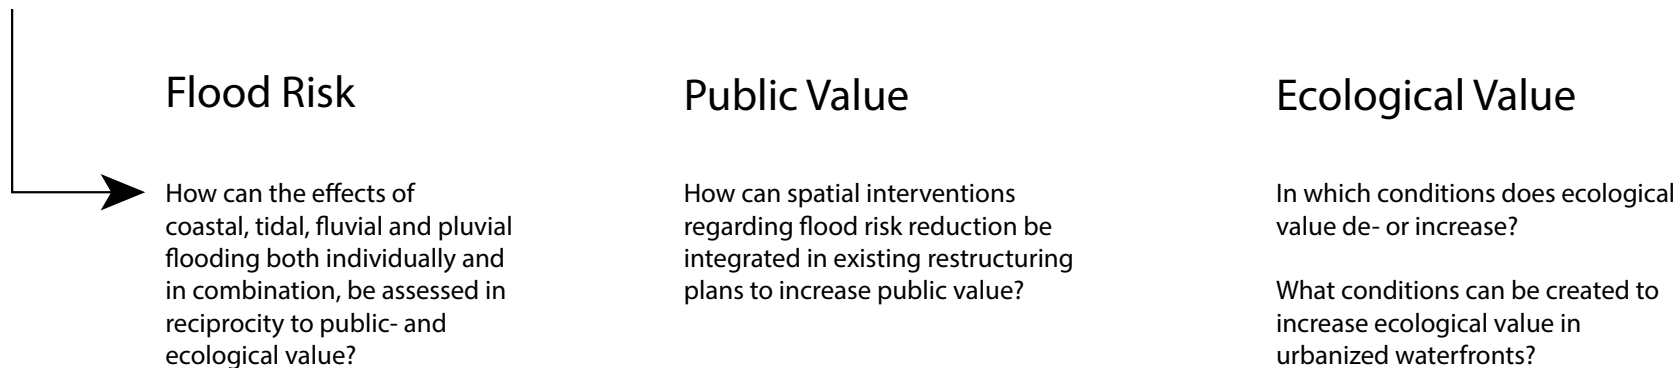 Flood Risk
How can the effects of
coastal, tidal, fluvial and pluvial
flooding both individually and
in combination, be assessed in
reciprocity to public- and
ecological value?
Public Value
How can spatial interventions
regarding flood risk reduction be
integrated in existing restructuring
plans to increase public value?
Ecological Value
In which conditions does ecological
value de- or increase?
What conditions can be created to
increase ecological value in
urbanized waterfronts?